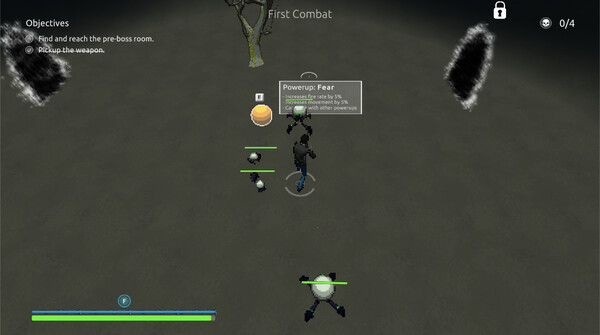 First Combat
0/4
Objectives
Find and reach the pre-boss room.
Pickup the weapon.
Powerup: Fear
- Increases fire rate by 5%
- Increases movement by 5%
with other powerups
F